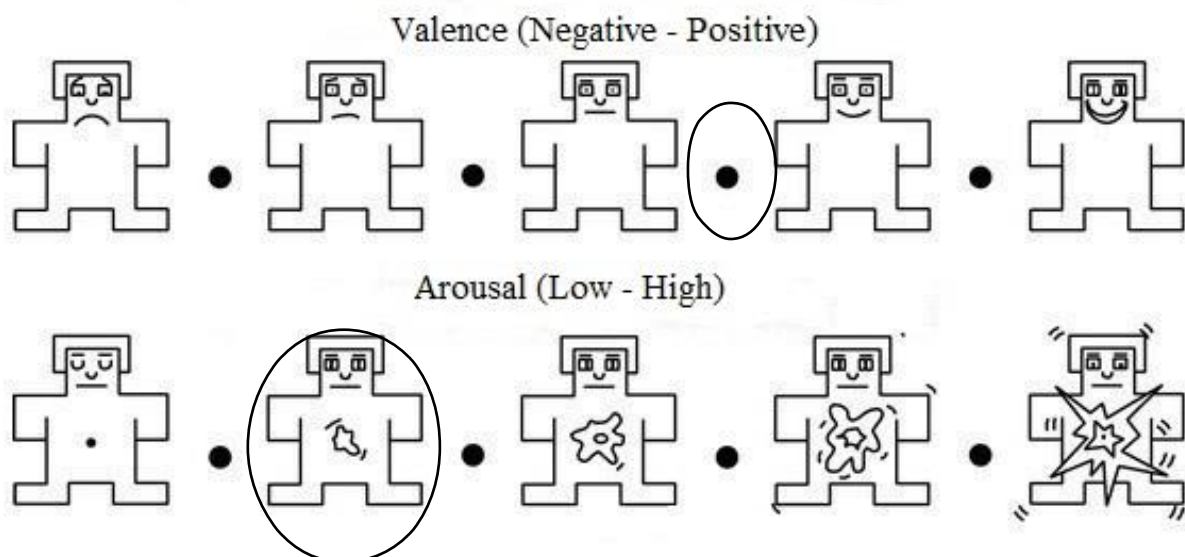 Valence (Negative - Positive)
Arousal (Low - High)